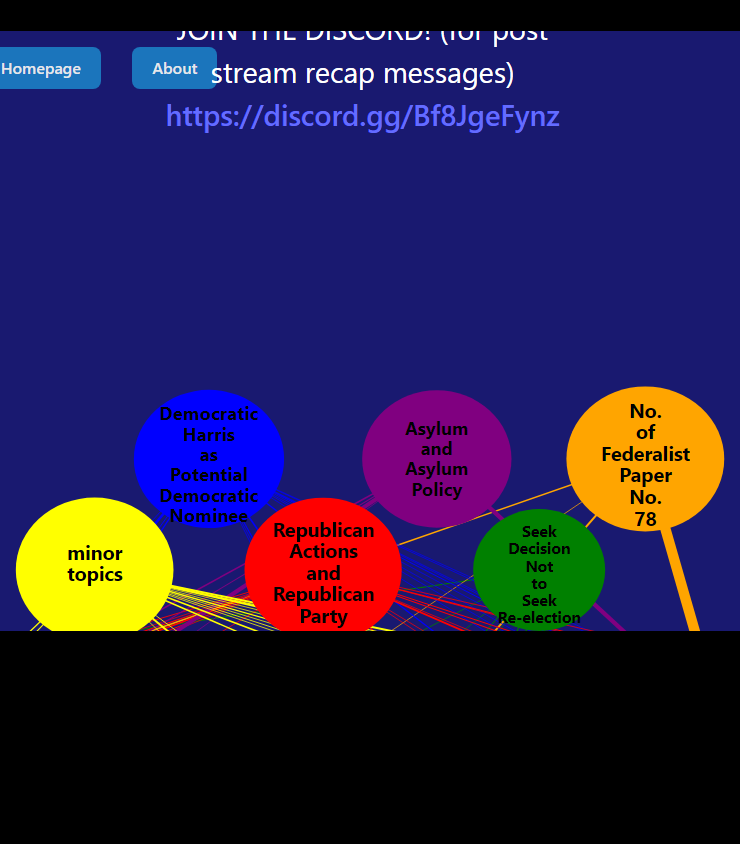 JOIN THE DISCORD! (for post
stream recap messages)
https://discord.gg/Bf8JgeFynz
Homepage
About
Democratic
Harris
as
Potential
Democratic
Nominee
Asylum
and
Asylum
Policy
No.
of
Federalist
Paper
No.
78
minor
topics
Republican
Actions
and
Republican
Party
Seek
Decision
Not
to
Seek
Re-election